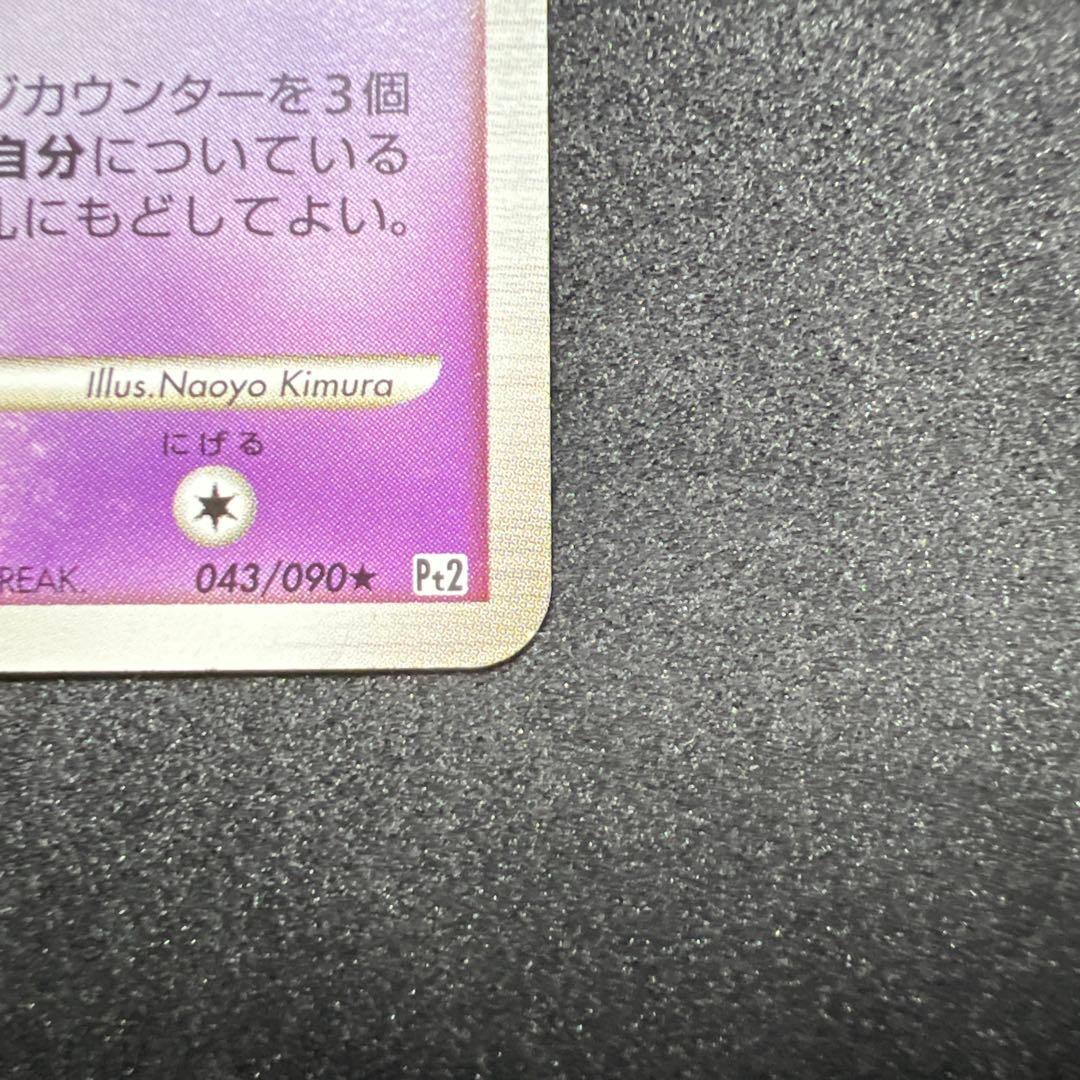 ジカウンターを3個
自分についている
札にもどしてよい。
Illus.Naoyo Kimura
にげる
REAK. 043/090★ Pt2